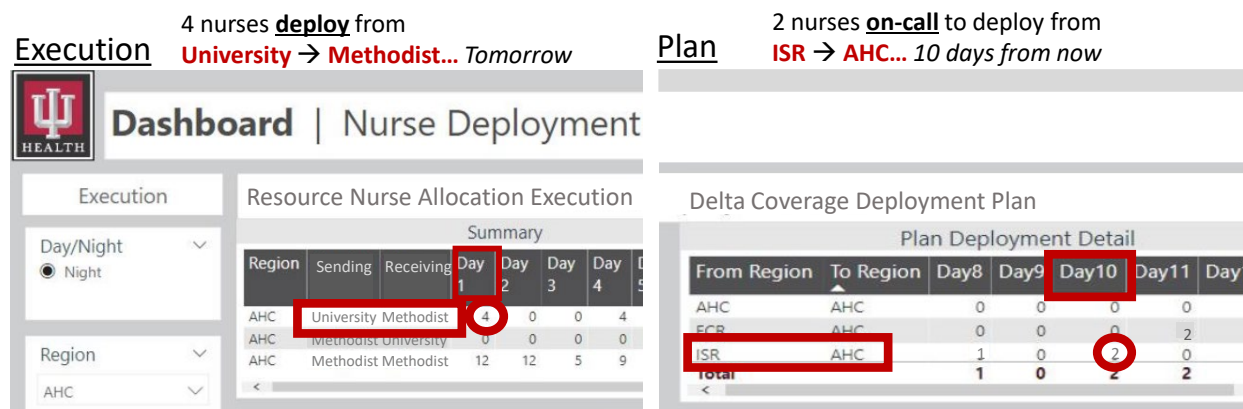 Execution
4 nurses deploy from
University → Methodist... Tomorrow
Plan
2 nurses on-call to deploy from
ISR → AHC... 10 days from now
HEALTH
Dashboard | Nurse Deployment
Execution
Day/Night
Night
Region
AHC
Resource Nurse Allocation Execution
Summary
Region Sending Receiving Day 1 Day 2 Day 3 Day 4
AHC University Methodist 4 0 0 4
AHC Methodist University 0 0 0 0
AHC Methodist Methodist 12 12 5 9
Delta Coverage Deployment Plan
Plan Deployment Detail
From Region To Region Day8 Day9 Day10 Day11 Day
AHC AHC 0 0 0 0
ECR AHC 0 0 0 2
ISR AHC 1 0 2 0
Total 1 0 2 2